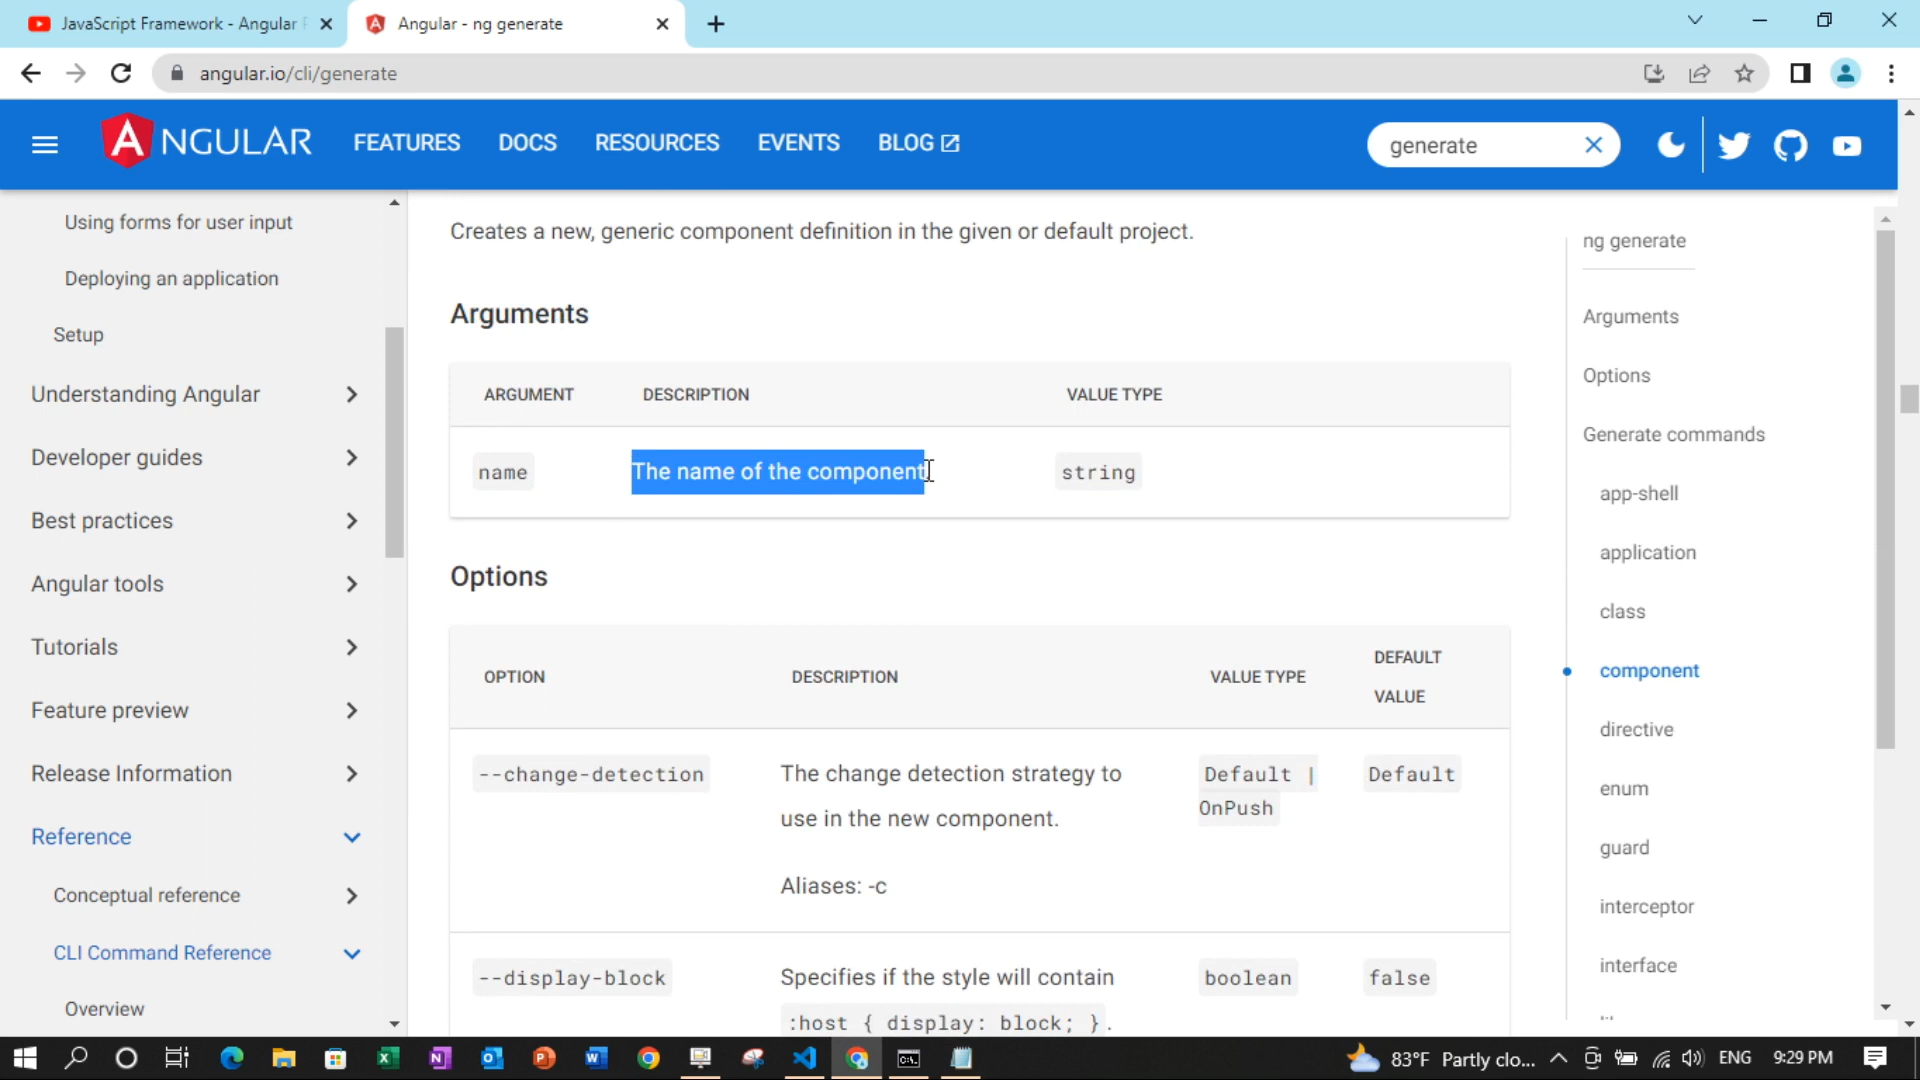 JavaScript Framework - Angular
Angular - ng generate
angular.io/cli/generate
NGULAR
FEATURES
DOCS
RESOURCES
EVENTS
BLOG
generate
Using forms for user input
Deploying an application
Setup
Understanding Angular
Developer guides
Best practices
Angular tools
Tutorials
Feature preview
Release Information
Reference
Conceptual reference
CLI Command Reference
Overview
Creates a new, generic component definition in the given or default project.
Arguments
ARGUMENT DESCRIPTION VALUE TYPE
name The name of the component. string
Options
OPTION DESCRIPTION VALUE TYPE DEFAULT
VALUE
--change-detection The change detection strategy to Default | Default
use in the new component. OnPush
Aliases: -c
--display-block Specifies if the style will contain boolean false
:host { display: block; }.
ng generate
Arguments
Options
Generate commands
app-shell
application
class
component
directive
enum
guard
interceptor
interface
83°F Partly clo... ENG 9:29 PM